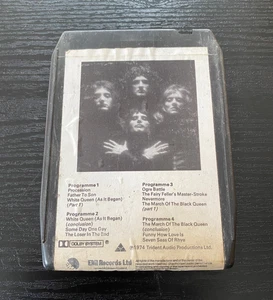 Programme 1
Procession
Father To Son
White Queen (As It Began)
(Part 1)
Programme 2
White Queen (As It Began)
(conclusion)
Some Day One Day
The Loser In The End
Programme 3
Ogre Battle
The Fairy Feller's Master-Stroke
Nevermore
The March Of The Black Queen
(part 1)
Programme 4
The March Of The Black Queen
(conclusion)
Funny How Love Is
Seven Seas Of Rhye
DOLBY SYSTEM
℗1974 Trident Audio Productions Ltd.
EMI Records Ltd